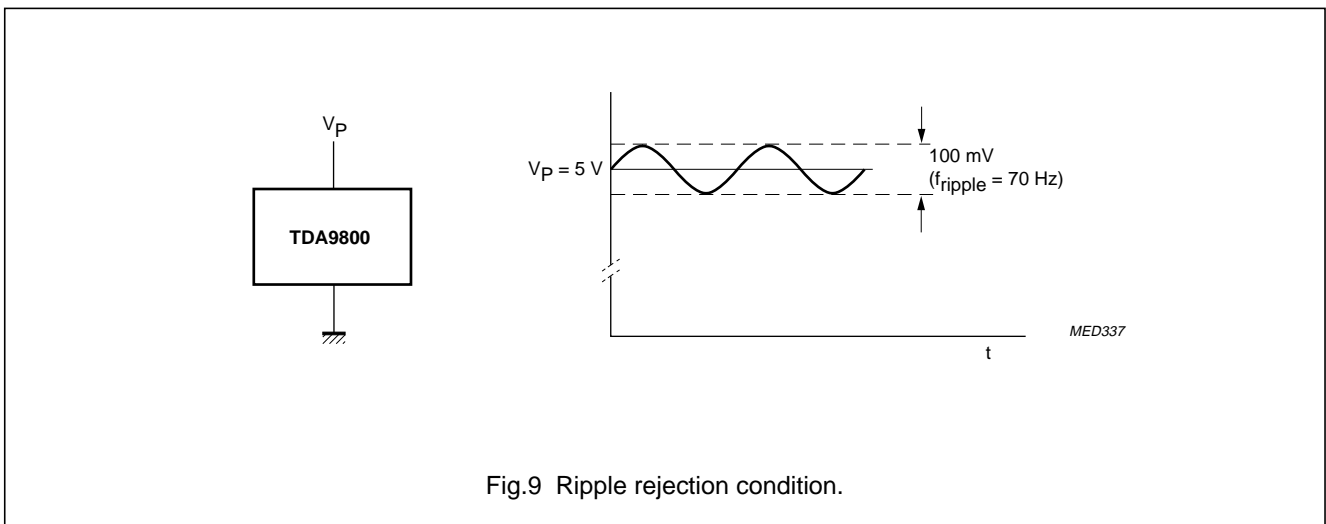 VP
TDA9800
VP = 5 V
100 mV
(fripple = 70 Hz)
t
MED337
Fig.9 Ripple rejection condition.